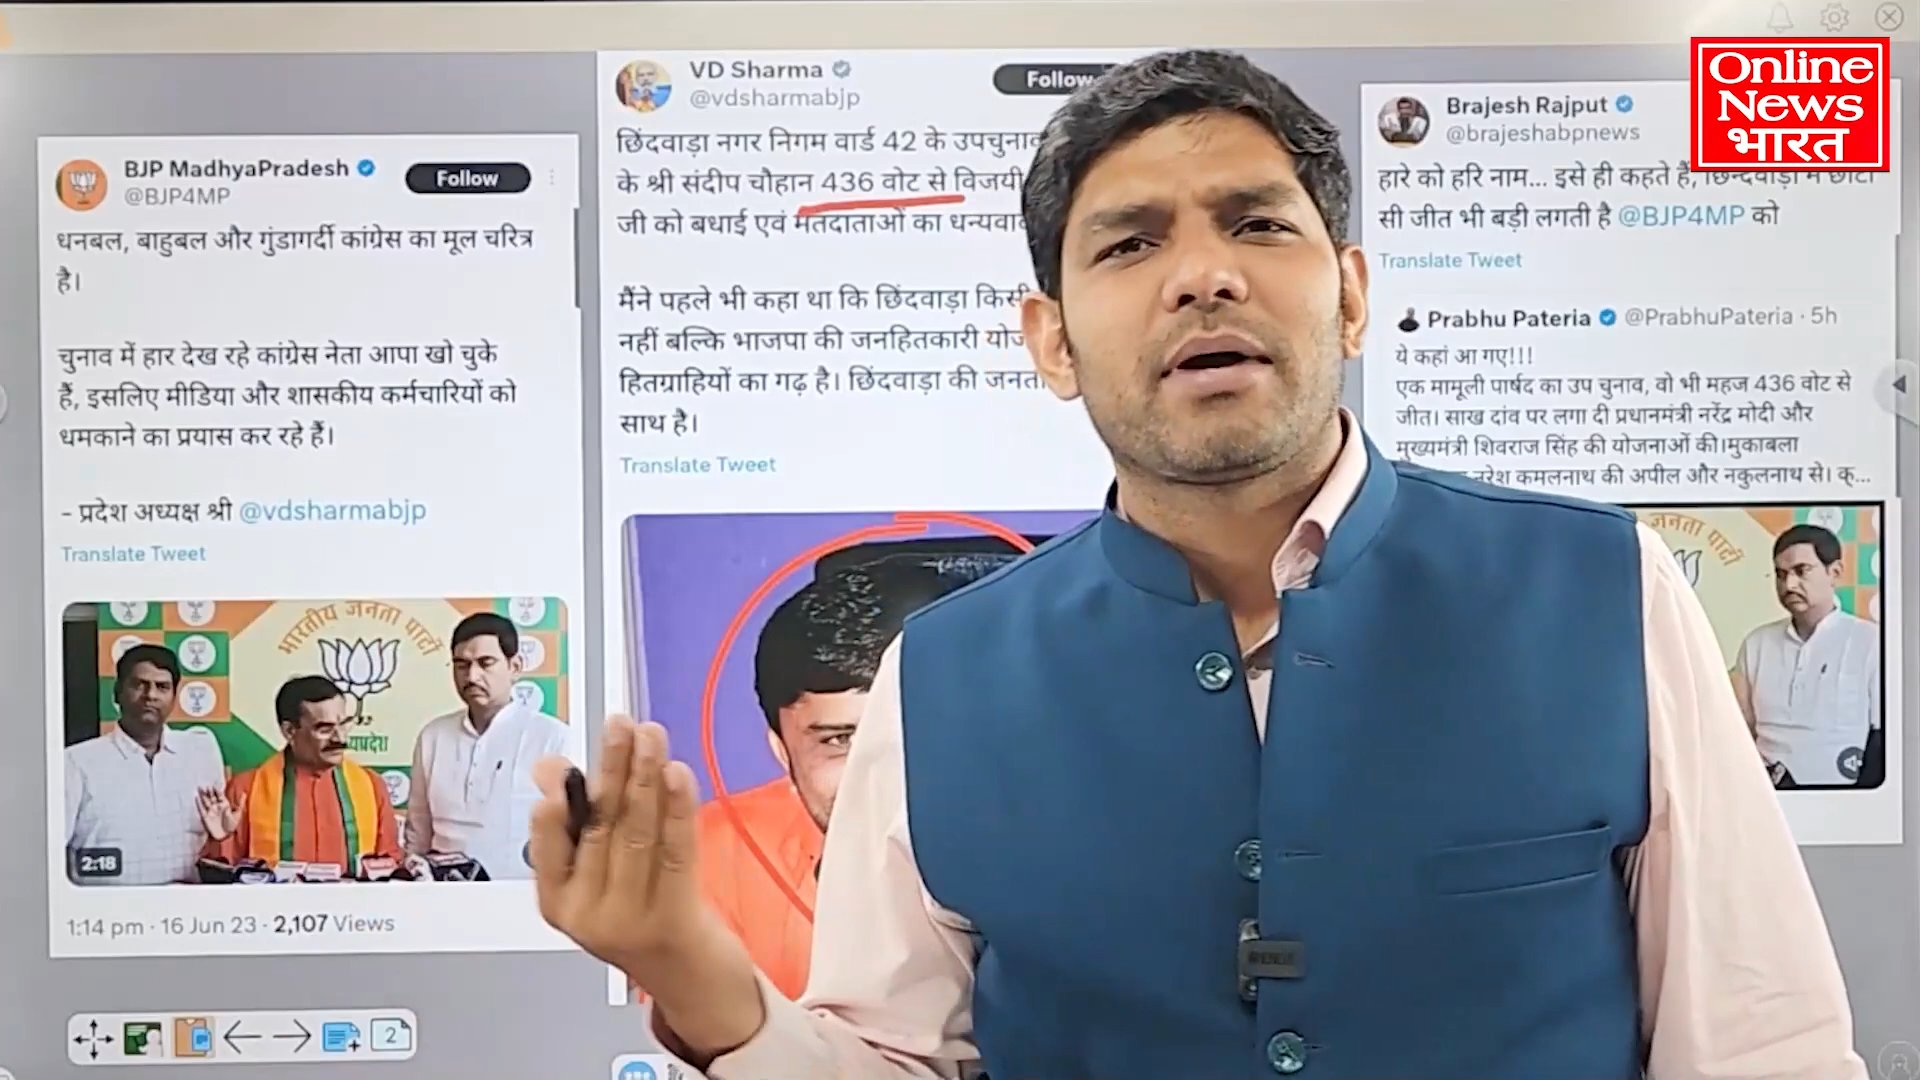 Online
News
भारत
BJP MadhyaPradesh
@BJP4MP
Follow
धनबल, बाहुबल और गुंडागर्दी कांग्रेस का मूल चरित्र
है।
चुनाव में हार देख रहे कांग्रेस नेता आपा खो चुके
हैं, इसलिए मीडिया और शासकीय कर्मचारियों को
धमकाने का प्रयास कर रहे हैं।
- प्रदेश अध्यक्ष श्री @vdsharmabjp
Translate Tweet
भारतीय जनता पार्टी
2:18
1:14 pm · 16 Jun 23 · 2,107 Views
2
VD Sharma
@vdsharmabjp
Follow
छिंदवाड़ा नगर निगम वार्ड 42 के
के श्री संदीप चौहान 436 वोट से विजयी
जी को बधाई एवं मतदाताओं का
मैंने पहले भी कहा था कि छिंदवाड़ा किसी
नहीं बल्कि भाजपा की जनहितकारी
हितग्राहियों का गढ़ है। छिंदवाड़ा की
साथ है।
Translate Tweet
Brajesh Rajput
@brajeshabpnews
हारे को हरि नाम... इसे ही कहते हैं,
सी जीत भी बड़ी लगती है @BJP4MP को
Translate Tweet
Prabhu Pateria @PrabhuPateria · 5h
ये कहां आ गए!!!
एक मामूली पार्षद का उप चुनाव, वो भी महज 436 वोट से
जीत। साख दांव पर लगा दी प्रधानमंत्री नरेंद्र मोदी और
मुख्यमंत्री शिवराज सिंह की योजनाओं की।मुकाबला
कमलनाथ की अपील और नकुलनाथ से। क्...
जनता पार्टी